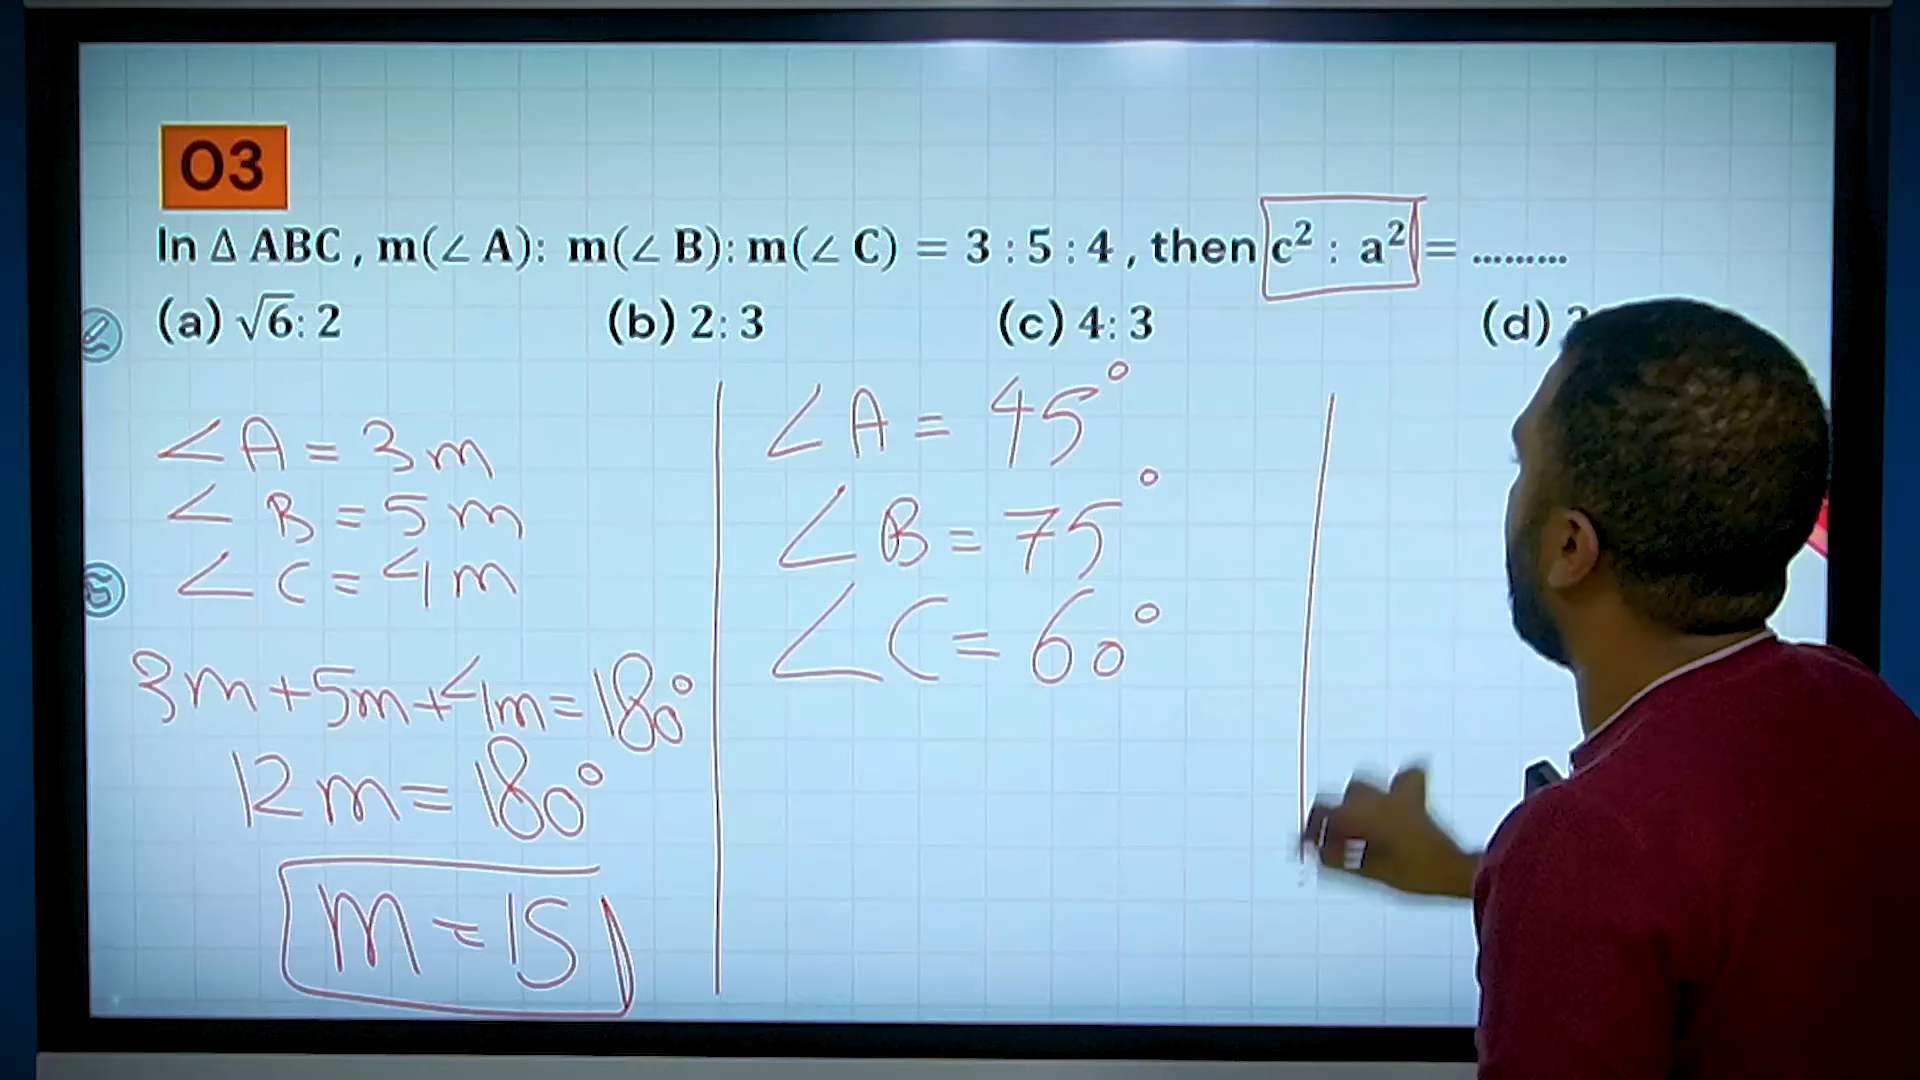 03
In Δ ABC, m(∠ A): m(∠ B): m(∠ C) = 3 : 5 : 4, then c² : a² = .........
(a) √6: 2 (b) 2: 3 (c) 4: 3 (d)
∠A = 3m
∠B = 5m
∠C = 4m
3m+5m+4m=180°
12m=180°
m=15
∠A = 45°
∠B = 75°
∠C = 60°